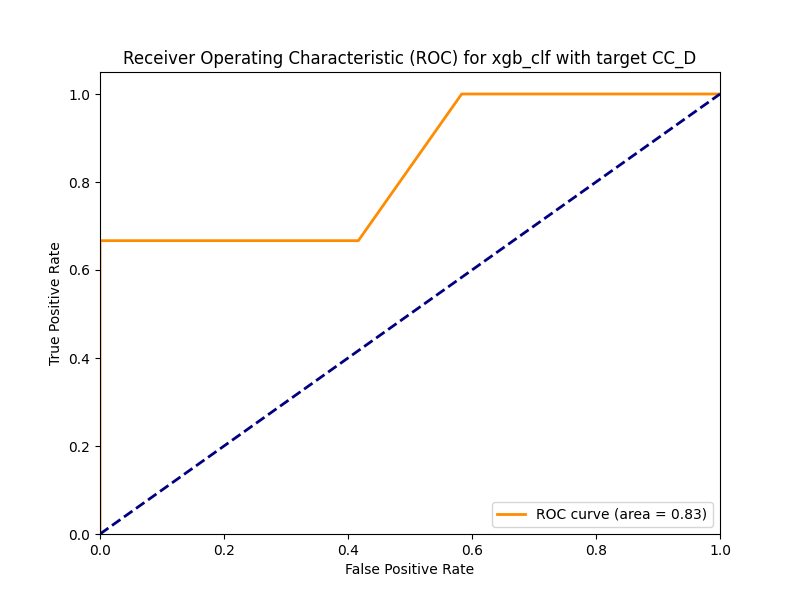 Receiver Operating Characteristic (ROC) for xgb_clf with target CC_D
1.0
0.8
0.6
0.4
0.2
0.0
True Positive Rate
ROC curve (area = 0.83)
0.0 0.2 0.4 0.6 0.8 1.0
False Positive Rate